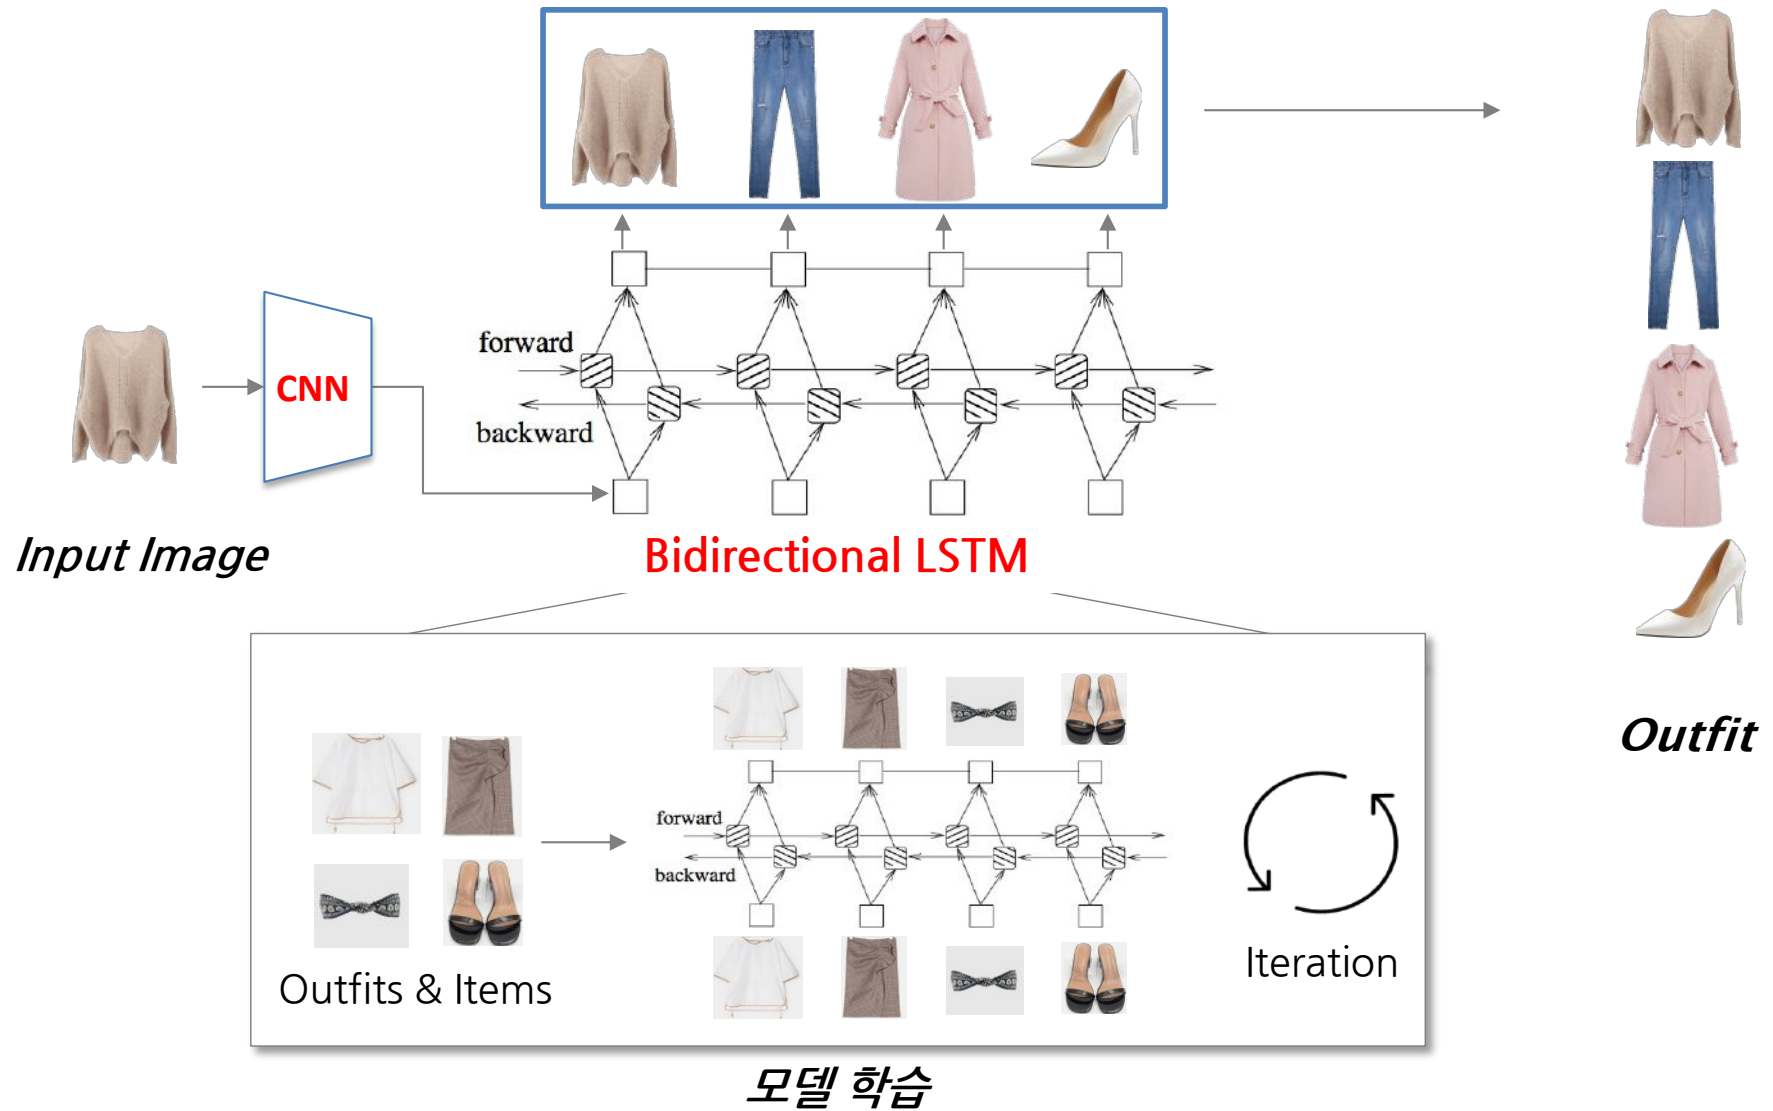 forward
CNN
backward
Input Image
Bidirectional LSTM
Outfit
forward
backward
Outfits & Items
Iteration
모델 학습